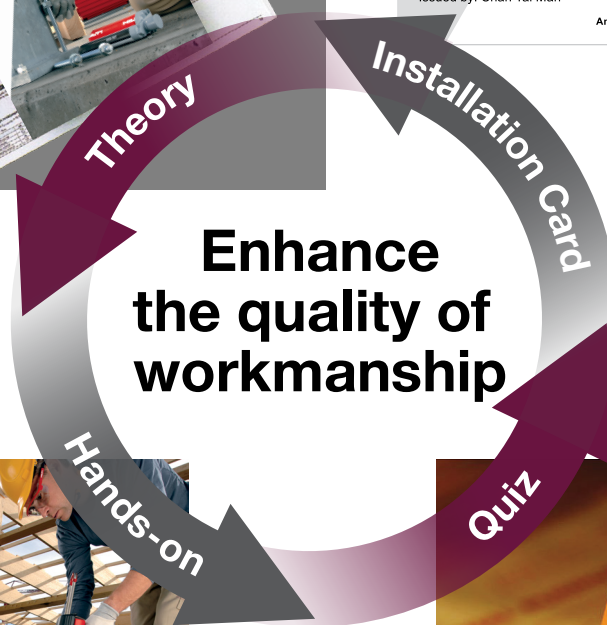 Theory
Installation Card
Enhance
the quality of
workmanship
Hands-on
Quiz